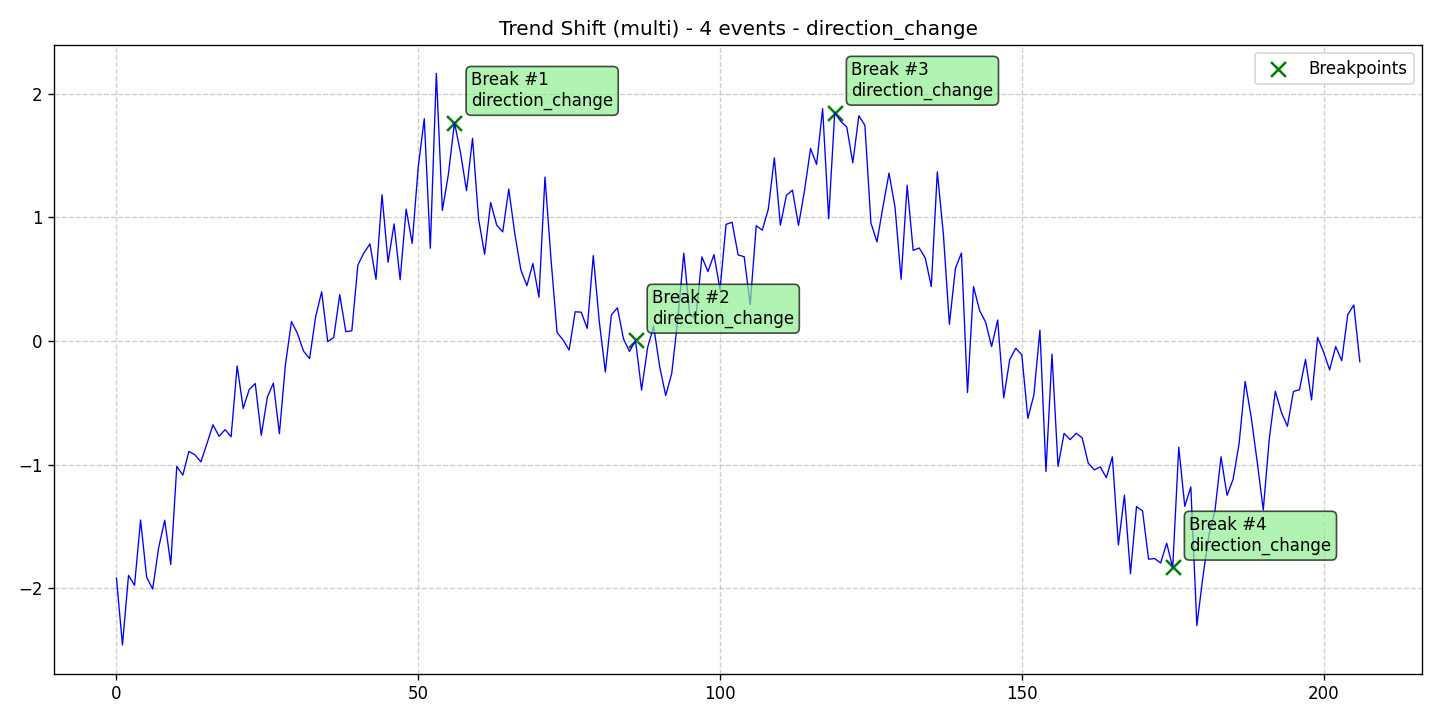 Trend Shift (multi) - 4 events - direction_change
Breakpoints
Break #1
direction_change
Break #3
direction_change
Break #2
direction_change
Break #4
direction_change
2
1
0
−1
−2
0
50
100
150
200